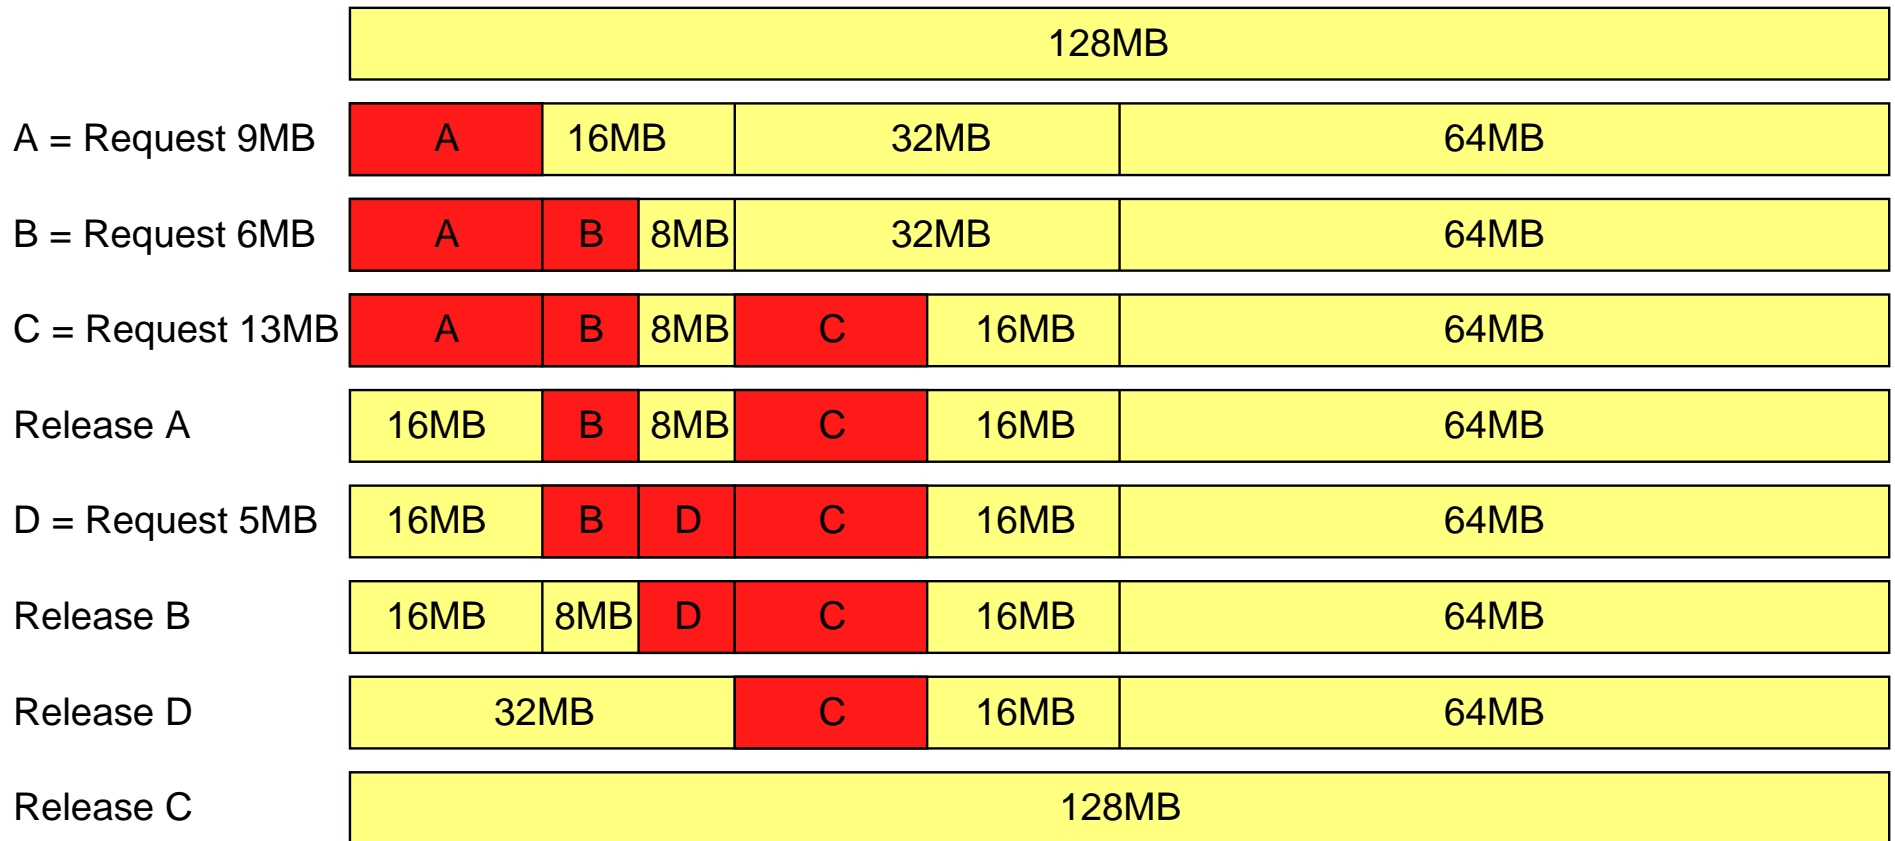 128MB
A = Request 9MB A 16MB 32MB 64MB
B = Request 6MB A B 8MB 32MB 64MB
C = Request 13MB A B 8MB C 16MB 64MB
Release A 16MB B 8MB C 16MB 64MB
D = Request 5MB 16MB B D C 16MB 64MB
Release B 16MB 8MB D C 16MB 64MB
Release D 32MB C 16MB 64MB
Release C 128MB